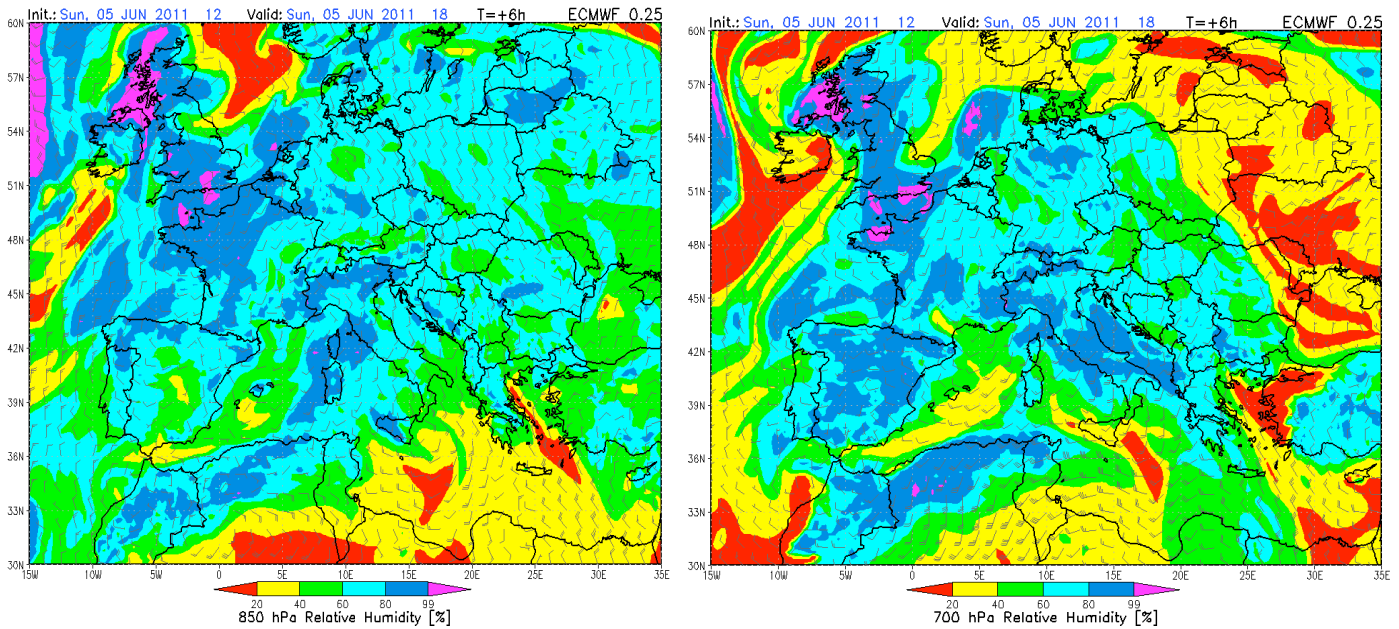 Init.: Sun, 05 JUN 2011 12 Valid: Sun, 05 JUN 2011 18 T=+6h ECMWF 0.25
60N
57N
54N
51N
48N
45N
42N
39N
36N
33N
30N
15W 10W 5W 0 5E 10E 15E 20E 25E 30E 35E
20 40 60 80 99
850 hPa Relative Humidity [%]
Init.: Sun, 05 JUN 2011 12 Valid: Sun, 05 JUN 2011 18 T=+6h ECMWF 0.25
60N
57N
54N
51N
48N
45N
42N
39N
36N
33N
30N
15W 10W 5W 0 5E 10E 15E 20E 25E 30E 35E
20 40 60 80 99
700 hPa Relative Humidity [%]